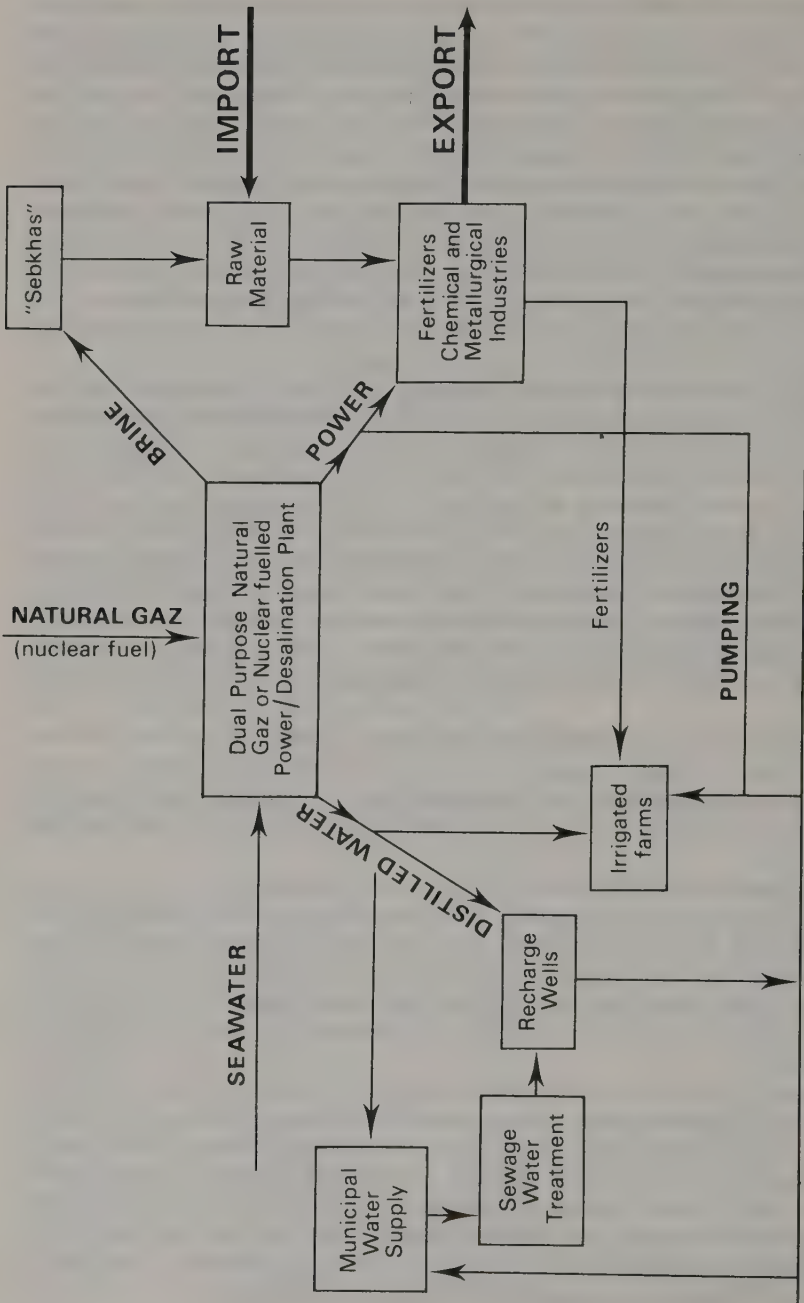 "Sebkhas"
IMPORT
Raw
Material
BRINE
NATURAL GAZ
(nuclear fuel)
Dual Purpose Natural
Gaz or Nuclear fuelled
Power/Desalination Plant
POWER
EXPORT
Fertilizers
Chemical and
Metallurgical
Industries
SEAWATER
DISTILLED WATER
Fertilizers
PUMPING
Irrigated
farms
Recharge
Wells
Municipal
Water
Supply
Sewage
Water
Treatment